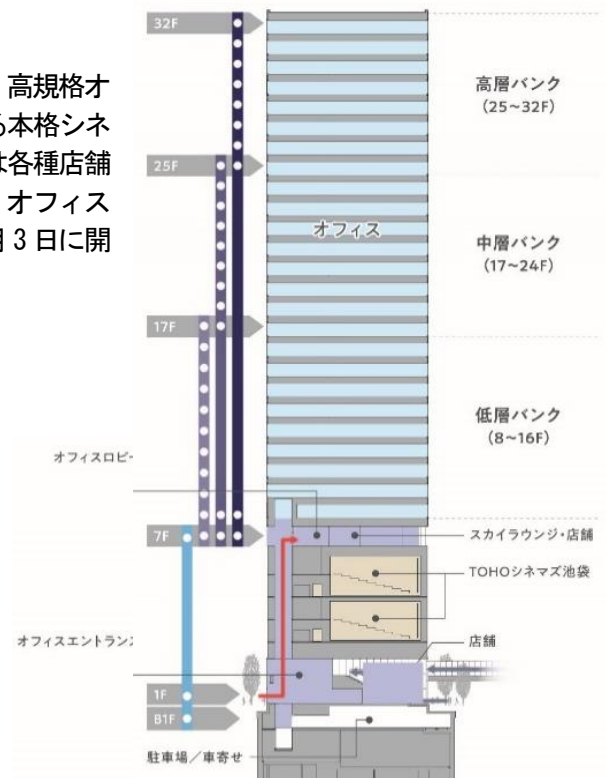 高規格オ
る本格シネ
は各種店舗
オフィス
月 3 日に開
32F
高層バンク
(25~32F)
25F
オフィス
中層バンク
(17~24F)
17F
低層バンク
(8~16F)
オフィスロビー
7F
スカイラウンジ・店舗
TOHOシネマズ池袋
オフィスエントランス
店舗
1F
B1F
駐車場/車寄せ